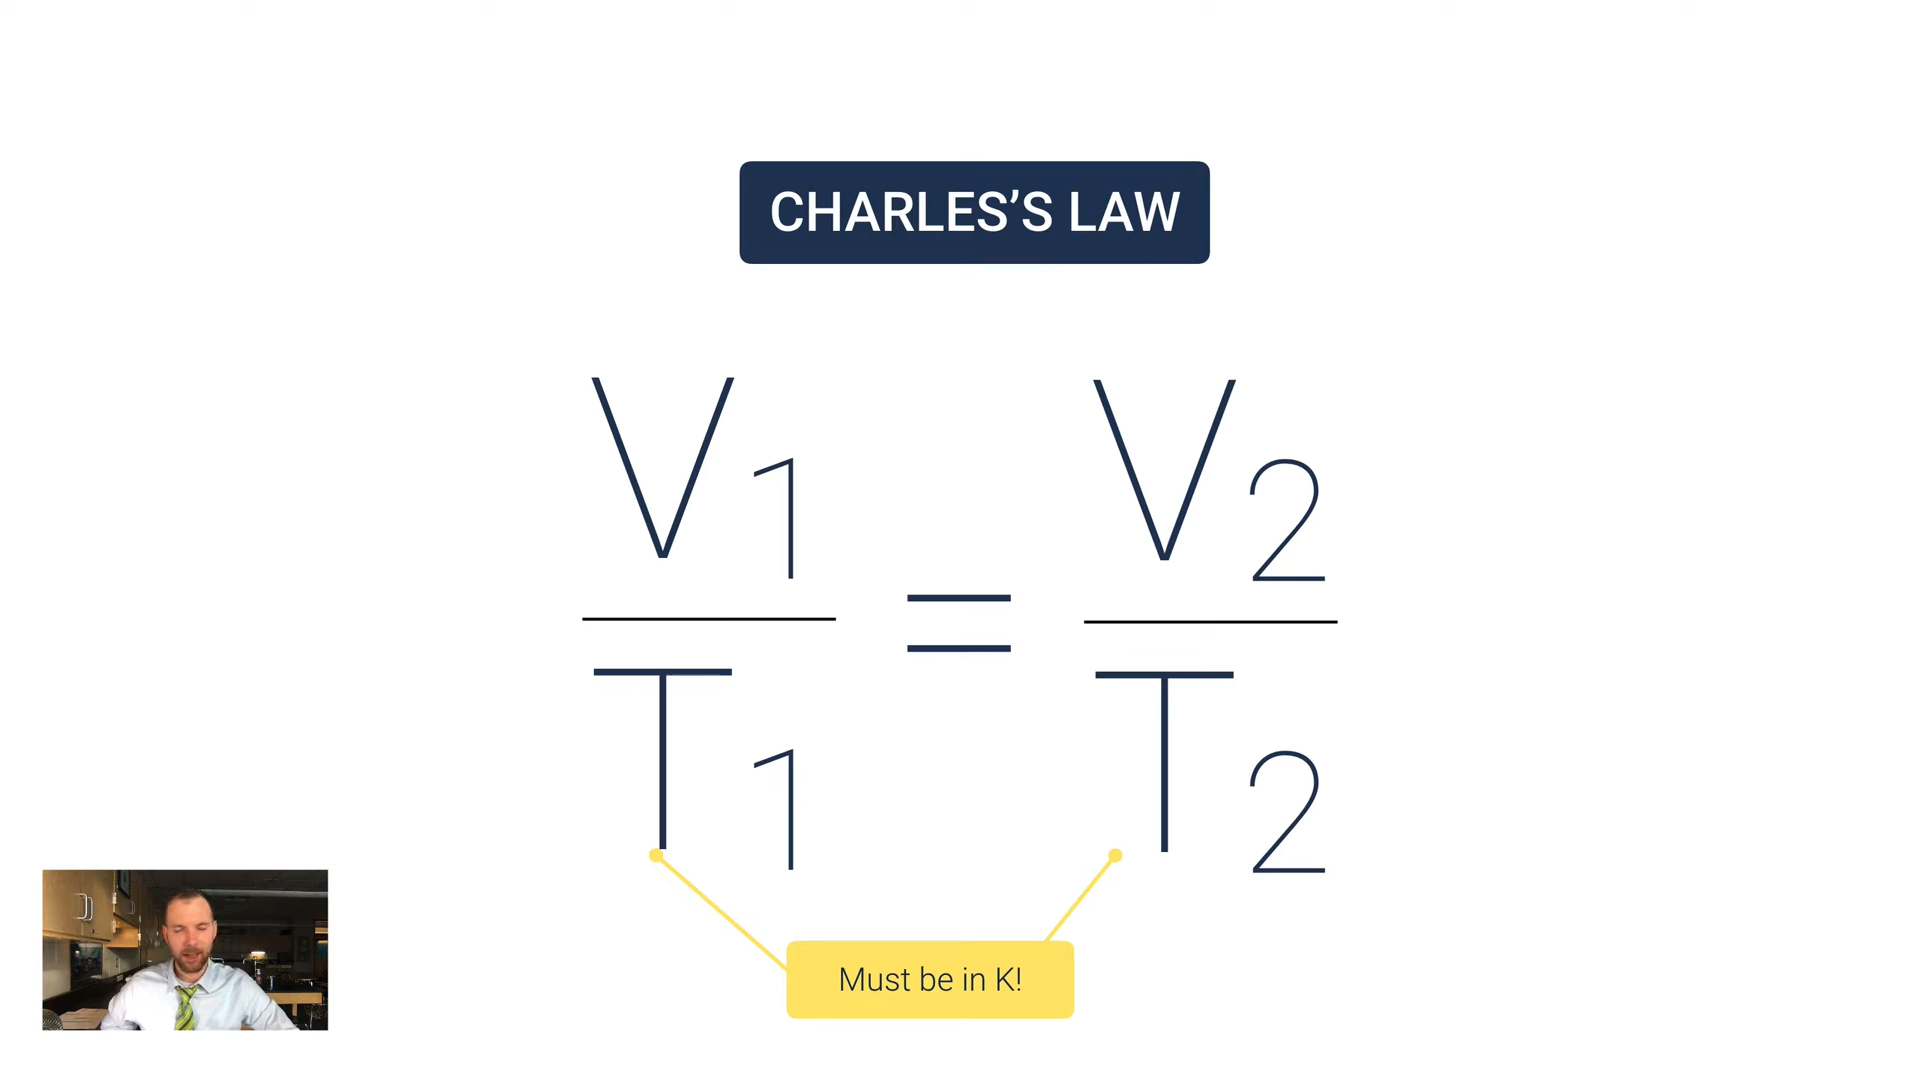 CHARLES’S LAW
V1 = V2
T1 T2
Must be in K!